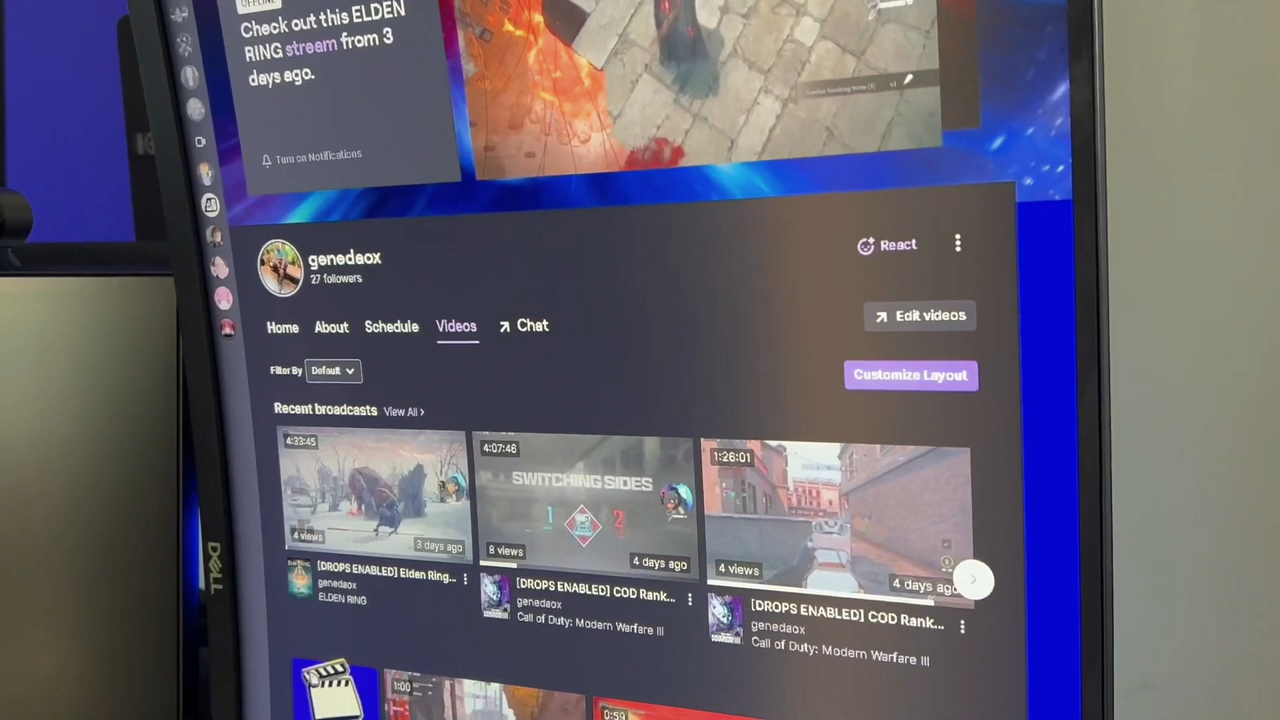 OFFLINE
Check out this ELDEN
RING stream from 3
days ago.
Turn on Notifications
genedaox
27 followers
React
Home
About
Schedule
Videos
Chat
Edit videos
Filter By
Default
Customize Layout
Recent broadcasts
View All
4:33:45
4 views
3 days ago
4:07:46
SWITCHING SIDES
1
2
8 views
4 days ago
1:26:01
4 views
4 days ago
[DROPS ENABLED] Elden Ring...
genedaox
ELDEN RING
[DROPS ENABLED] COD Rank...
genedaox
Call of Duty: Modern Warfare III
[DROPS ENABLED] COD Rank...
genedaox
Call of Duty: Modern Warfare III
1:00
0:59
DELL